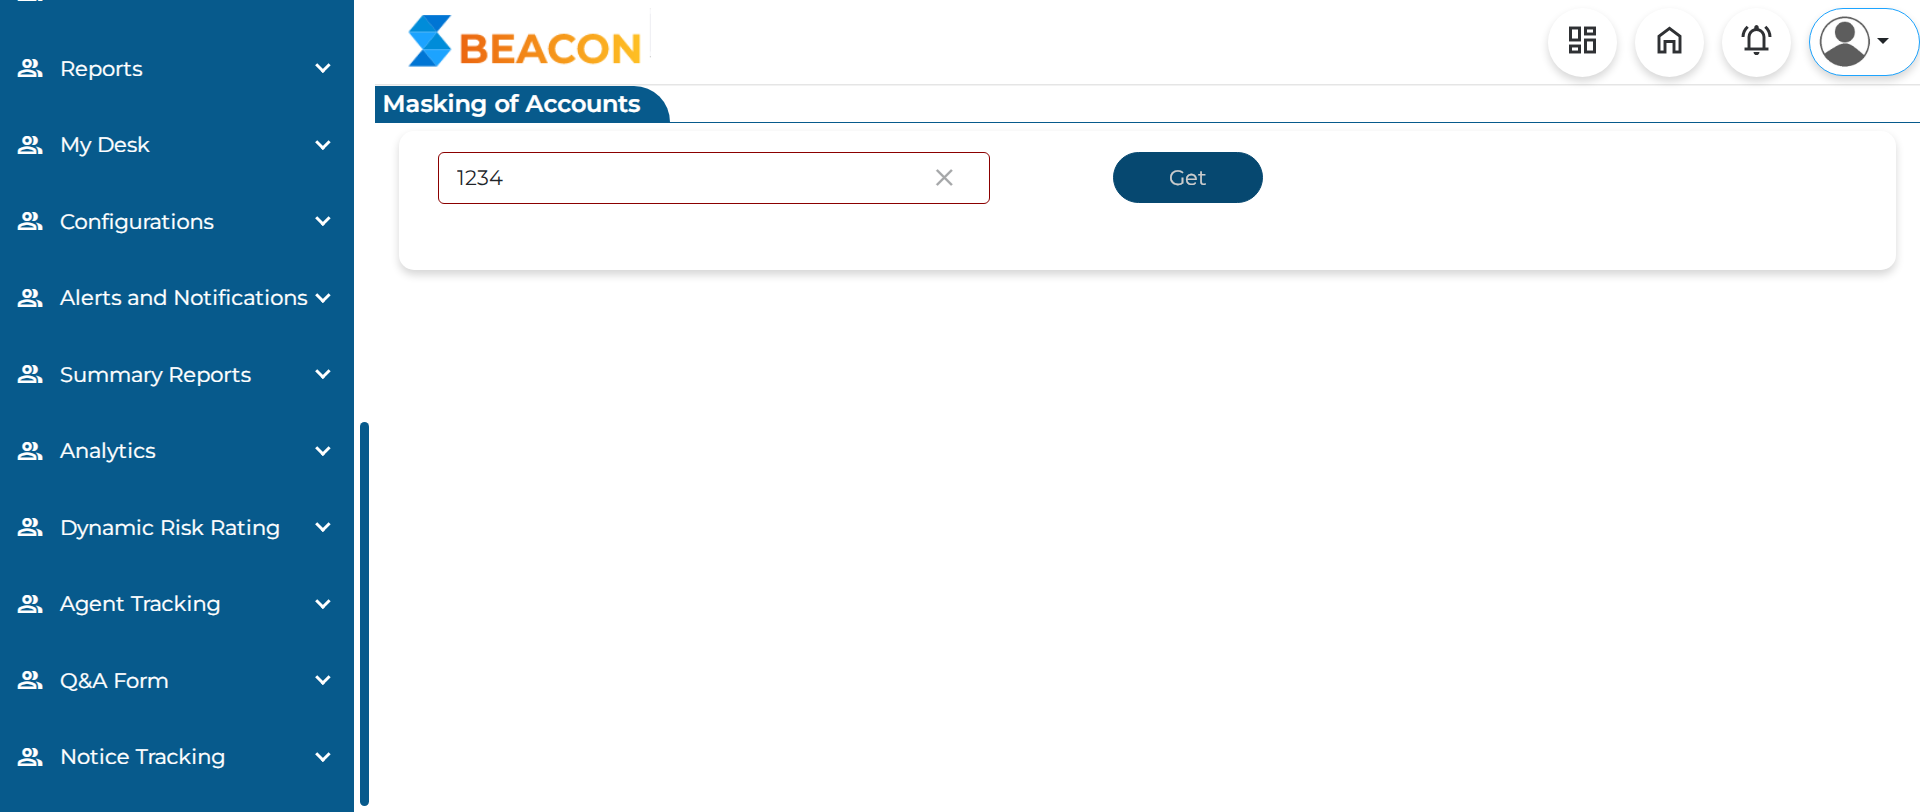 Reports
My Desk
Configurations
Alerts and Notifications
Summary Reports
Analytics
Dynamic Risk Rating
Agent Tracking
Q&A Form
Notice Tracking
BEACON
Masking of Accounts
1234
Get